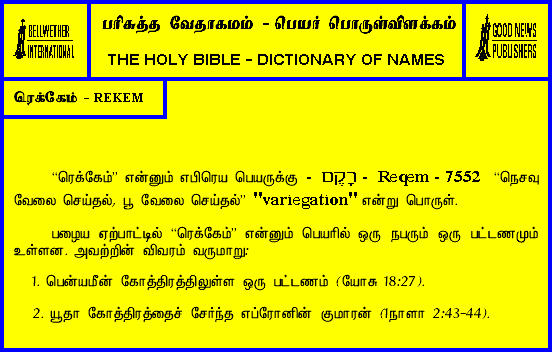 BELLWETHER
INTERNATIONAL
பரிசுத்த வேதாகமம் - பெயர் பொருள்விளக்கம்
THE HOLY BIBLE - DICTIONARY OF NAMES
GOOD NEWS
PUBLISHERS
ரெக்கேம் - REKEM
“ரெக்கேம்” என்னும் எபிரெய பெயருக்கு - רָקֶם - Reqem - 7552 “நெசவு
வேலை செய்தல், பூ வேலை செய்தல்” "variegation" என்று பொருள்.
பழைய ஏற்பாட்டில் “ரெக்கேம்” என்னும் பெயரில் ஒரு நபரும் ஒரு பட்டணமும்
உள்ளன. அவற்றின் விவரம் வருமாறு:
1. பென்யமீன் கோத்திரத்திலுள்ள ஒரு பட்டணம் (யோசு 18:27).
2. யூதா கோத்திரத்தைச் சேர்ந்த எப்ரோனின் குமாரன் (1நாளா 2:43-44).